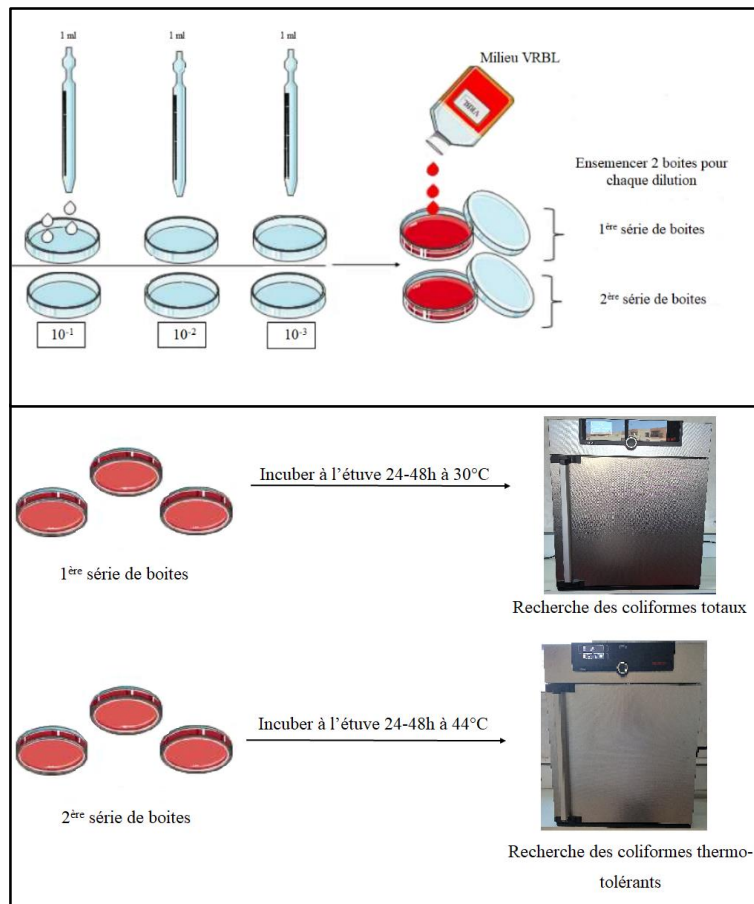 1 ml
1 ml
1 ml
Milieu VRBL
VRBL
Ensemencer 2 boites pour
chaque dilution
1ère série de boites
2ère série de boites
10-1
10-2
10-3
Incuber à l’étuve 24-48h à 30°C
1ère série de boites
Recherche des coliformes totaux
Incuber à l’étuve 24-48h à 44°C
2ère série de boites
Recherche des coliformes thermo-
tolérants